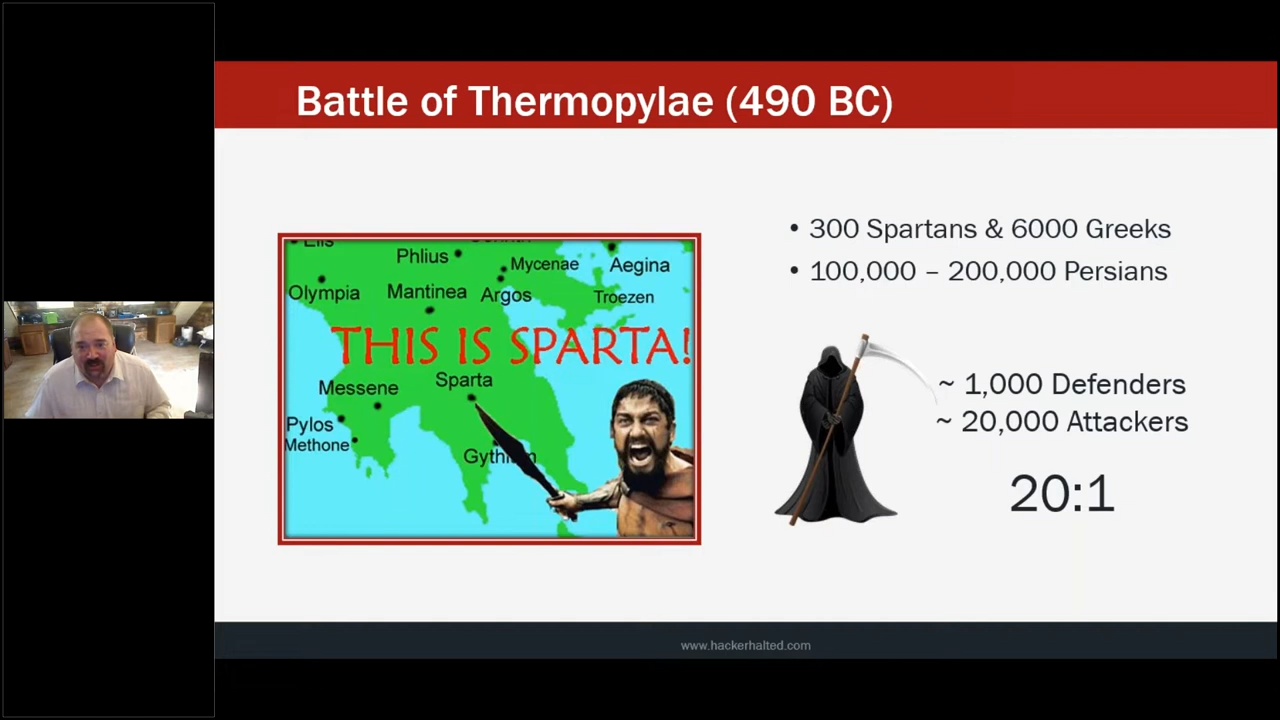 Battle of Thermopylae (490 BC)
Elis
Phlius
Mycenae
Aegina
Olympia
Mantinea
Argos
Troezen
THIS IS SPARTA!
Messene
Sparta
Pylos
Methone
• 300 Spartans & 6000 Greeks
• 100,000 – 200,000 Persians
~ 1,000 Defenders
~ 20,000 Attackers
20:1
www.hackerhalted.com